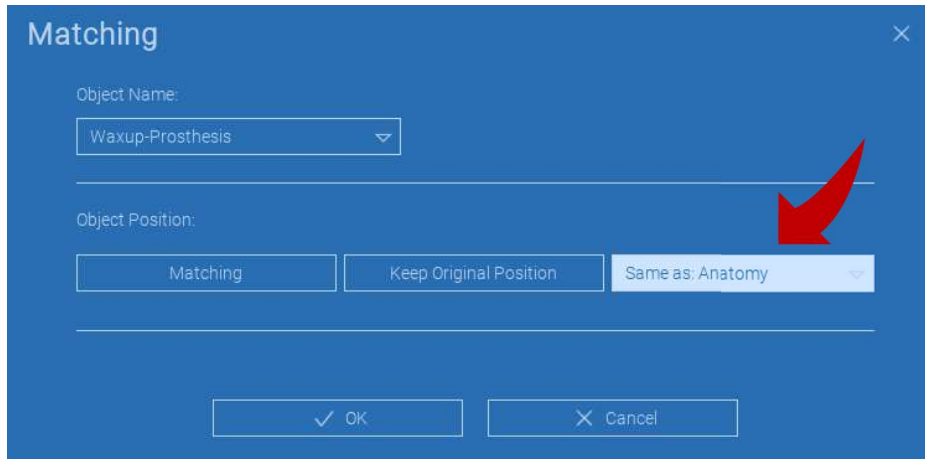 Matching
Object Name:
Waxup-Prosthesis
Object Position:
Matching
Keep Original Position
Same as: Anatomy
OK
Cancel